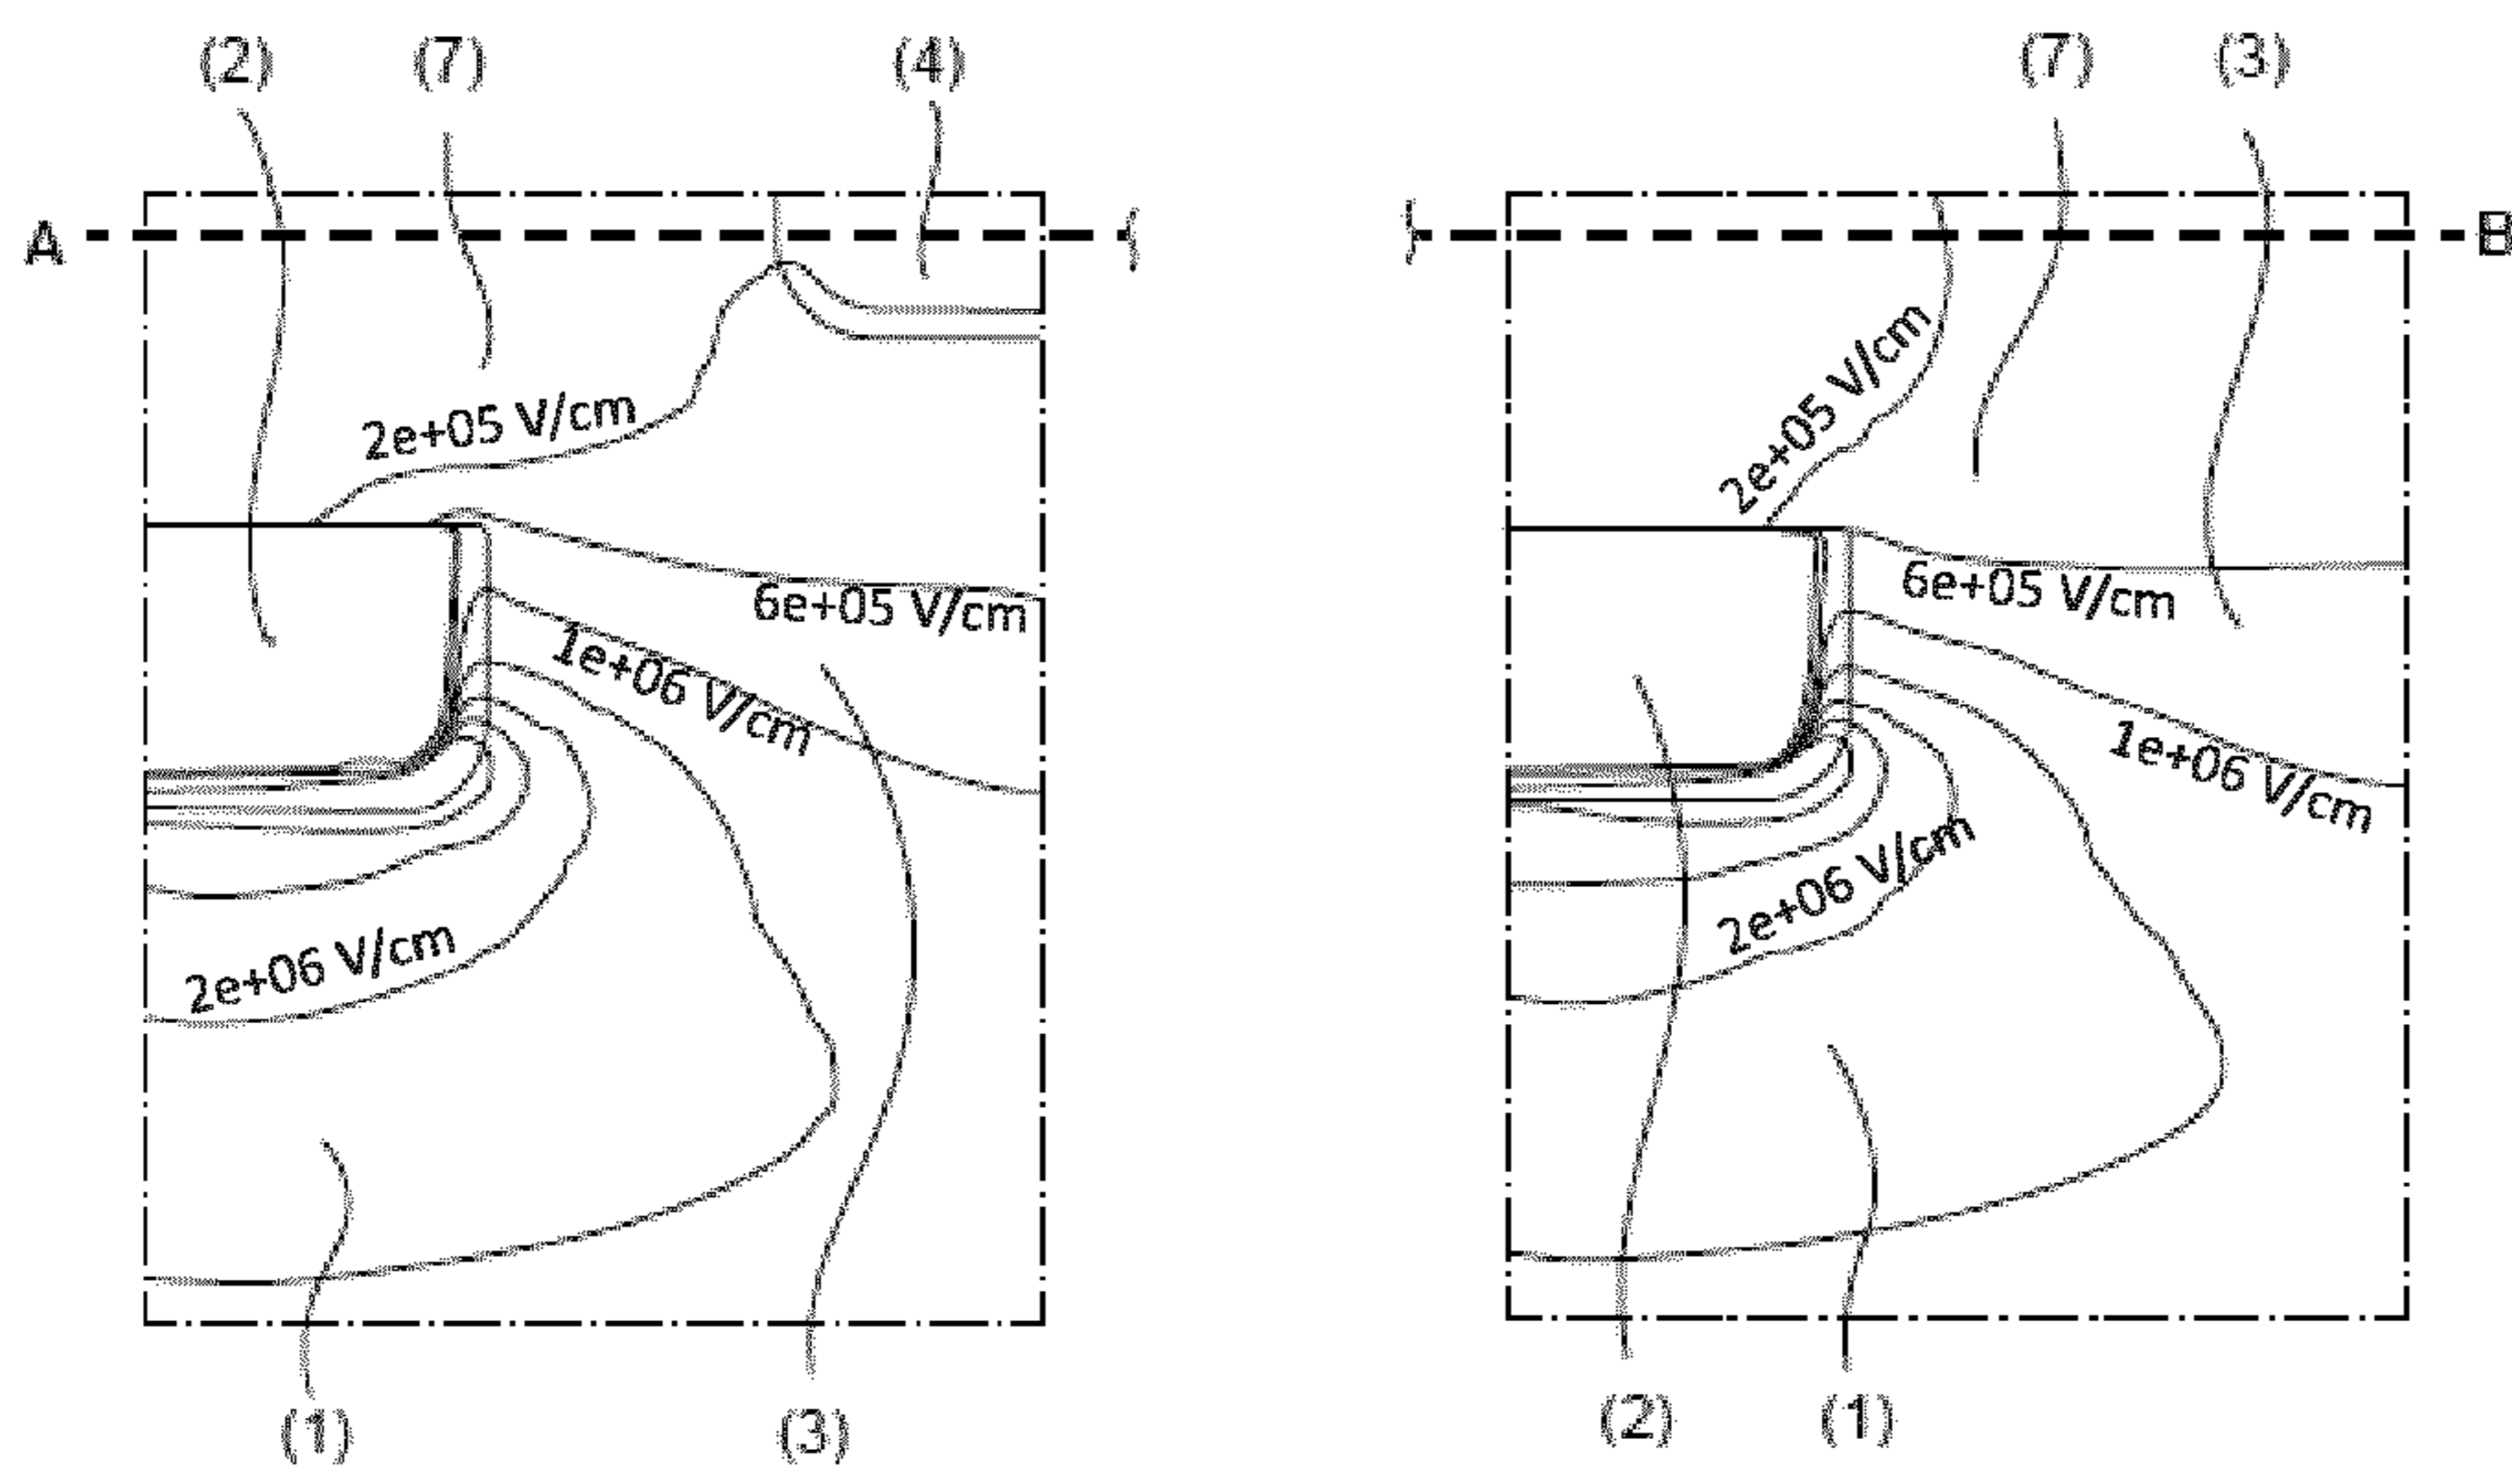 (2) (7) (4)
(7) (3)
A
B
2e+05 V/cm
6e+05 V/cm
1e+06 V/cm
2e+06 V/cm
(1) (3)
2e+05 V/cm
6e+05 V/cm
1e+06 V/cm
2e+06 V/cm
(2) (1)